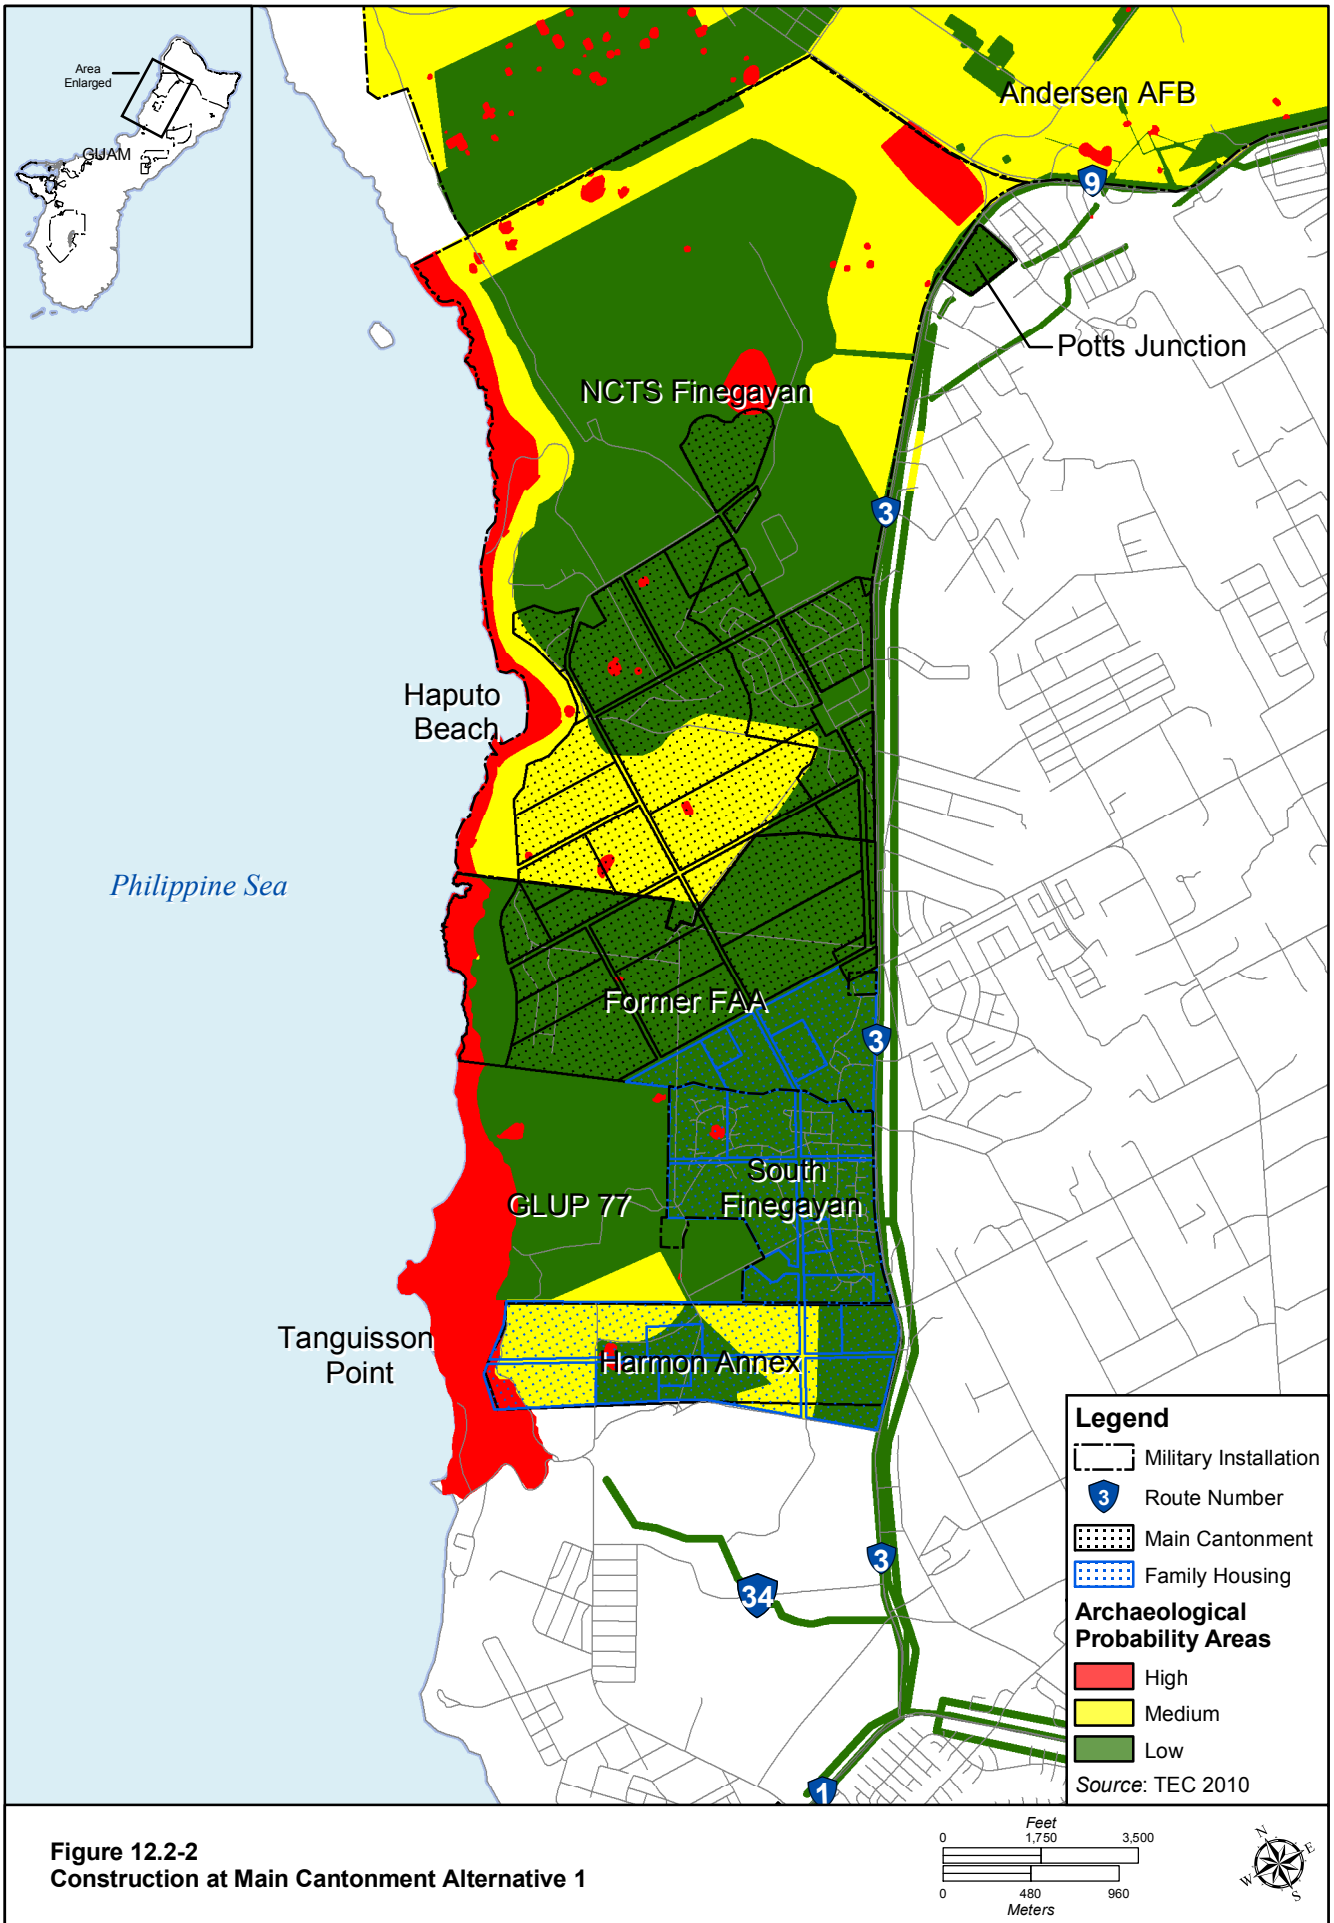 Area
Enlarged
GUAM
Andersen AFB
9
Potts Junction
NCTS Finegayan
3
Haputo
Beach
Philippine Sea
Former FAA
3
South
Finegayan
GLUP 77
Tanguisson
Point
Harmon Annex
3
34
1
Legend
Military Installation
3 Route Number
Main Cantonment
Family Housing
Archaeological
Probability Areas
High
Medium
Low
Source: TEC 2010
Figure 12.2-2
Construction at Main Cantonment Alternative 1
Feet
0 1,750 3,500
0 480 960
Meters
N
E
W
S